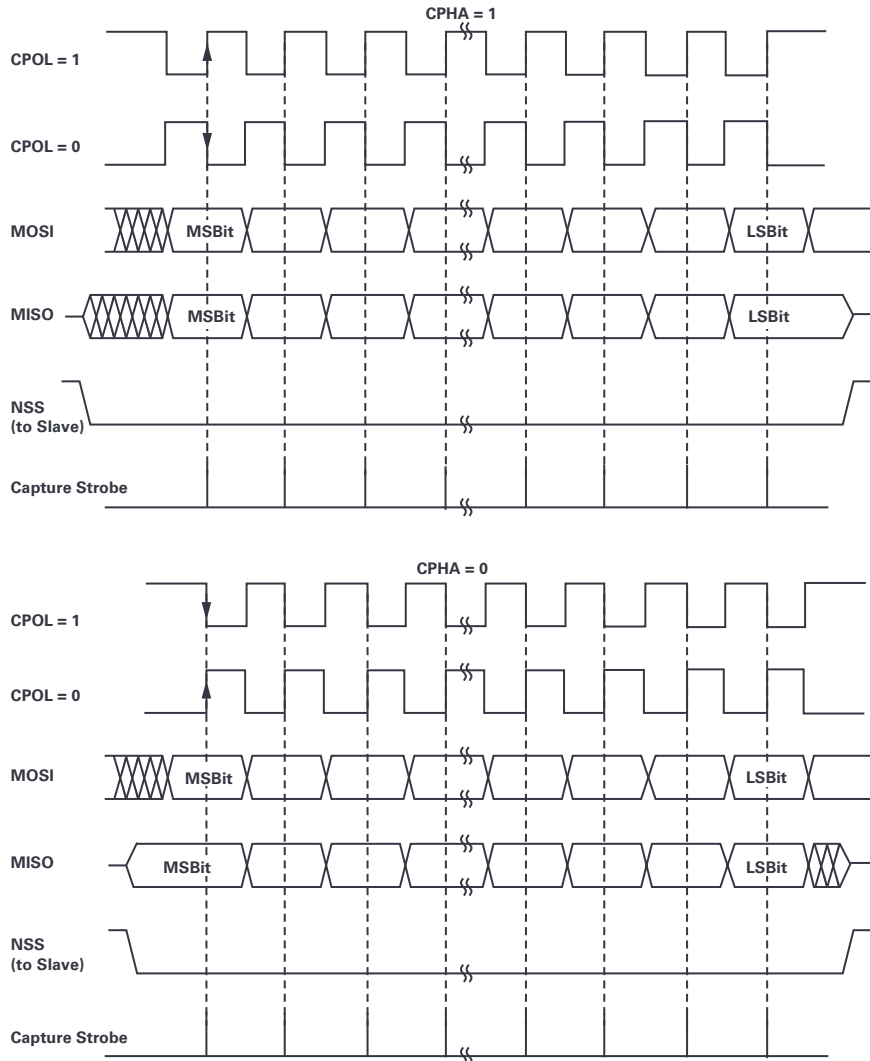 CPHA = 1
CPOL = 1
CPOL = 0
MOSI
MSBit
LSBit
MISO
MSBit
LSBit
NSS
(to Slave)
Capture Strobe
CPHA = 0
CPOL = 1
CPOL = 0
MOSI
MSBit
LSBit
MISO
MSBit
LSBit
NSS
(to Slave)
Capture Strobe